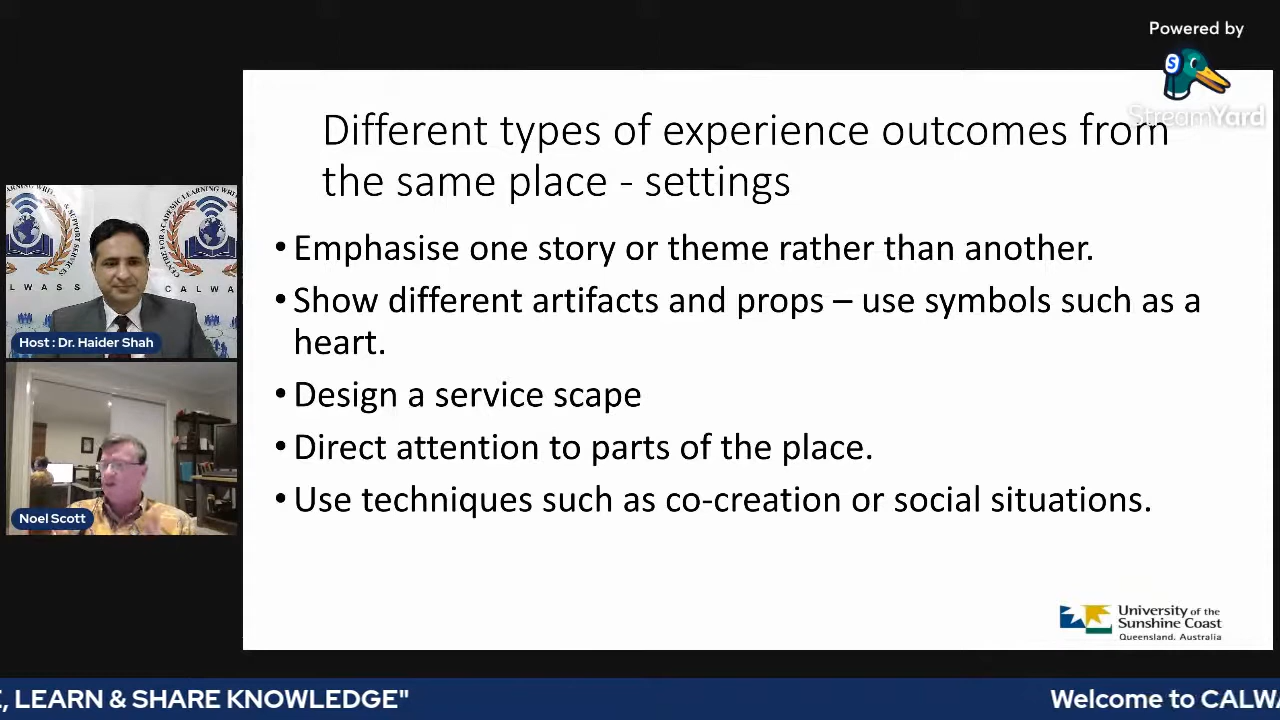 Powered by
StreamYard
Different types of experience outcomes from
the same place - settings
• Emphasise one story or theme rather than another.
• Show different artifacts and props – use symbols such as a
heart.
• Design a service scape
• Direct attention to parts of the place.
• Use techniques such as co-creation or social situations.
CALWASS
CALWASS
Host : Dr. Haider Shah
Noel Scott
University of the
Sunshine Coast
Queensland, Australia
, LEARN & SHARE KNOWLEDGE"
Welcome to CALWA